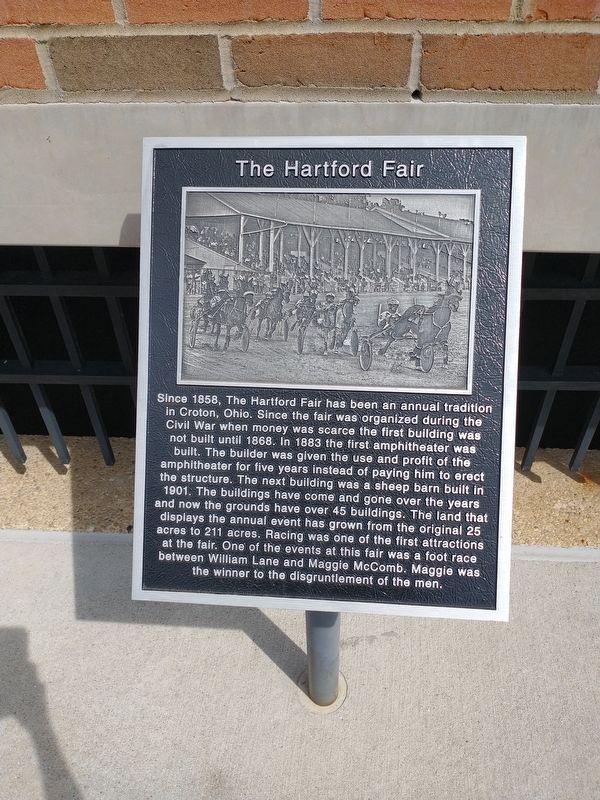 The Hartford Fair
Since 1858, The Hartford Fair has been an annual tradition
in Croton, Ohio. Since the fair was organized during the
Civil War when money was scarce the first building was
not built until 1868. In 1883 the first amphitheater was
built. The builder was given the use and profit of the
amphitheater for five years instead of paying him to erect
the structure. The next building was a sheep barn built in
1901. The buildings have come and gone over the years
and now the grounds have over 45 buildings. The land that
displays the annual event has grown from the original 25
acres to 211 acres. Racing was one of the first attractions
at the fair. One of the events at this fair was a foot race
between William Lane and Maggie McComb. Maggie was
the winner to the disgruntlement of the men.